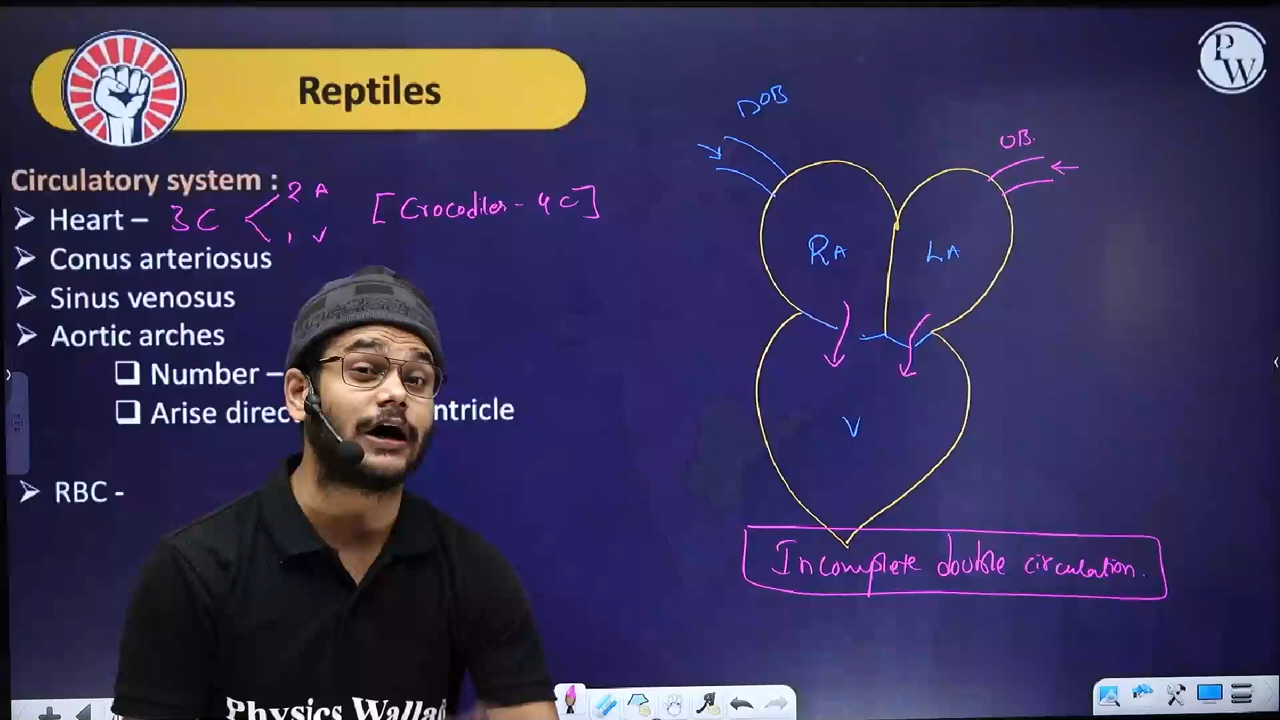 Reptiles
PW
DOB
OB
Circulatory system :
2 A
➢ Heart – 3C [Crocodiles - 4C]
1 V
➢ Conus arteriosus
RA LA
➢ Sinus venosus
➢ Aortic arches
❑ Number –
❑ Arise direc ntricle
V
➢ RBC -
Incomplete double circulation.
Physics Walla